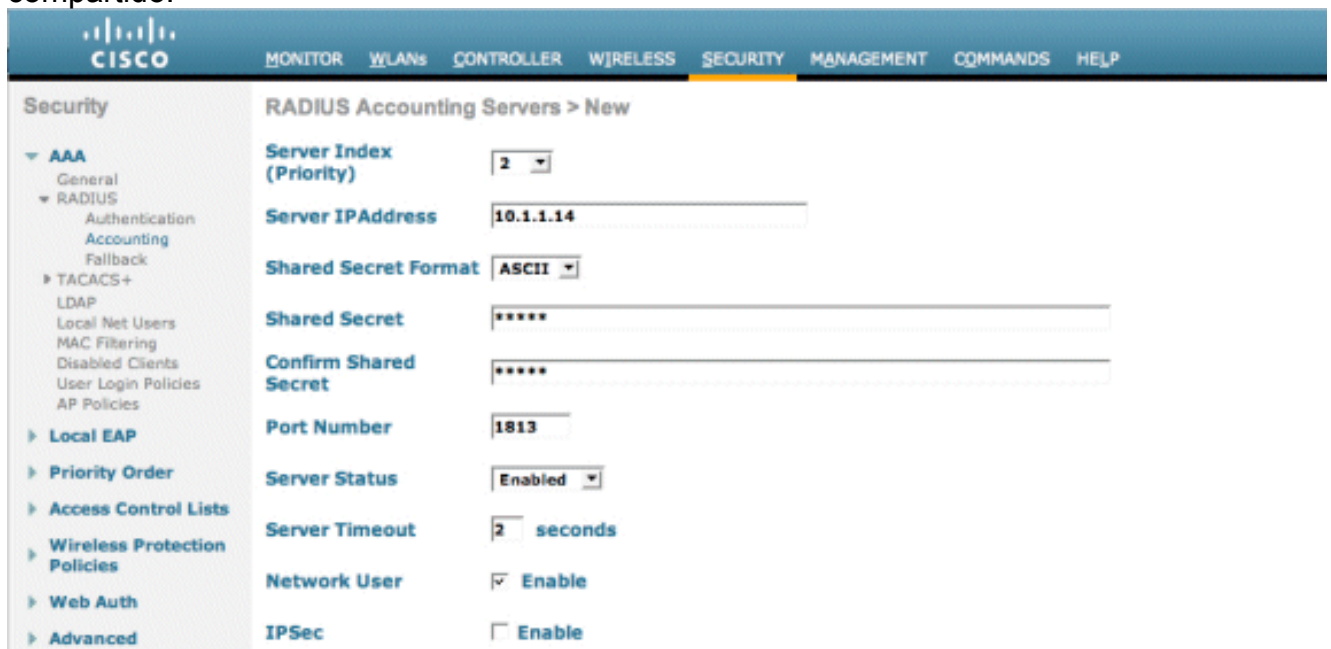 compartido.
CISCO
MONITOR WLANs CONTROLLER WIRELESS SECURITY MANAGEMENT COMMANDS HELP
Security
AAA
General
RADIUS
Authentication
Accounting
Fallback
TACACS+
LDAP
Local Net Users
MAC Filtering
Disabled Clients
User Login Policies
AP Policies
Local EAP
Priority Order
Access Control Lists
Wireless Protection
Policies
Web Auth
Advanced
RADIUS Accounting Servers > New
Server Index
(Priority) 2
Server IPAddress 10.1.1.14
Shared Secret Format ASCII
Shared Secret *****
Confirm Shared
Secret *****
Port Number 1813
Server Status Enabled
Server Timeout 2 seconds
Network User Enable
IPSec Enable